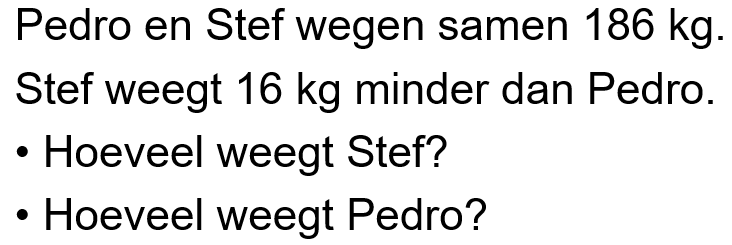 Pedro en Stef wegen samen 186 kg.
Stef weegt 16 kg minder dan Pedro.
• Hoeveel weegt Stef?
• Hoeveel weegt Pedro?